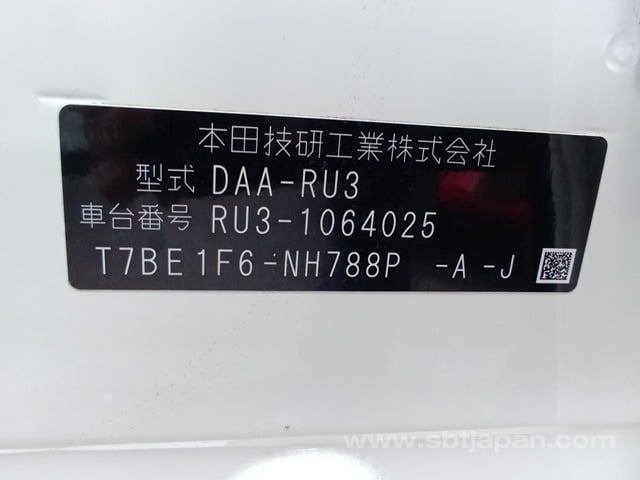 本田技研工業株式会社
型式 DAA-RU3
車台番号 RU3-1064025
T7BE1F6-NH788P -A-J
www.sbtjapan.com